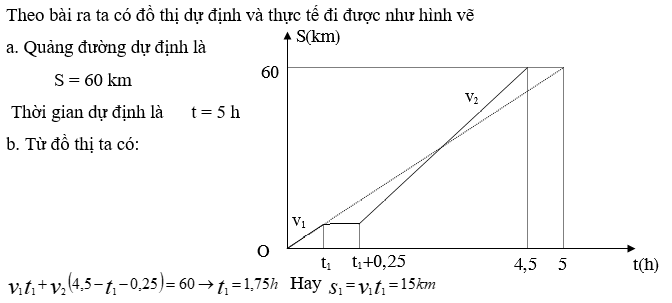 Theo bài ra ta có đồ thị dự định và thực tế đi được như hình vẽ
a. Quảng đường dự định là
S = 60 km
Thời gian dự định là t = 5 h
b. Từ đồ thị ta có:
S(km)
60
v₂
v₁
O
t₁ t₁+0,25 4,5 5 t(h)
v₁t₁+v₂(4,5−t₁−0,25)=60→t₁=1,75h Hay s₁=v₁t₁=15km